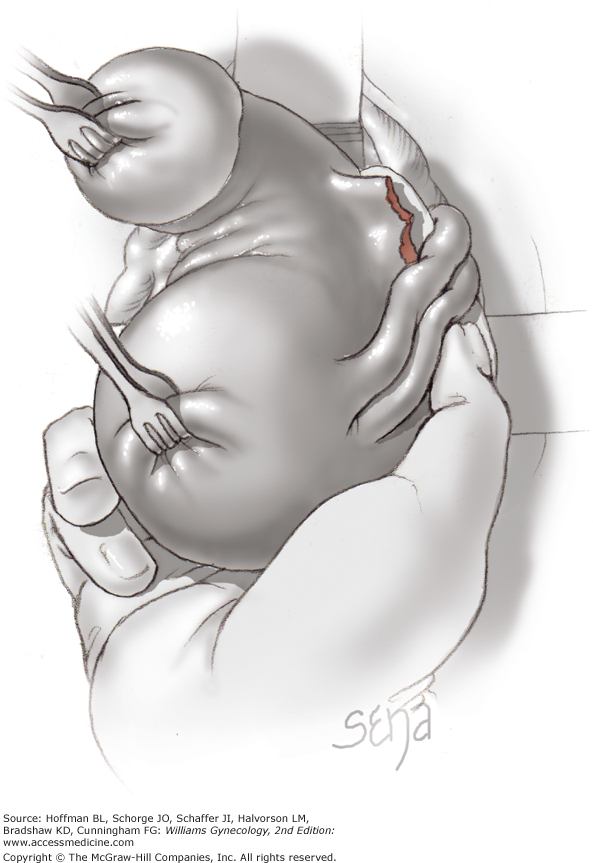 sena
Source: Hoffman BL, Schorge JO, Schaffer JI, Halvorson LM,
Bradshaw KD, Cunningham FG: Williams Gynecology, 2nd Edition:
www.accessmedicine.com
Copyright © The McGraw-Hill Companies, Inc. All rights reserved.